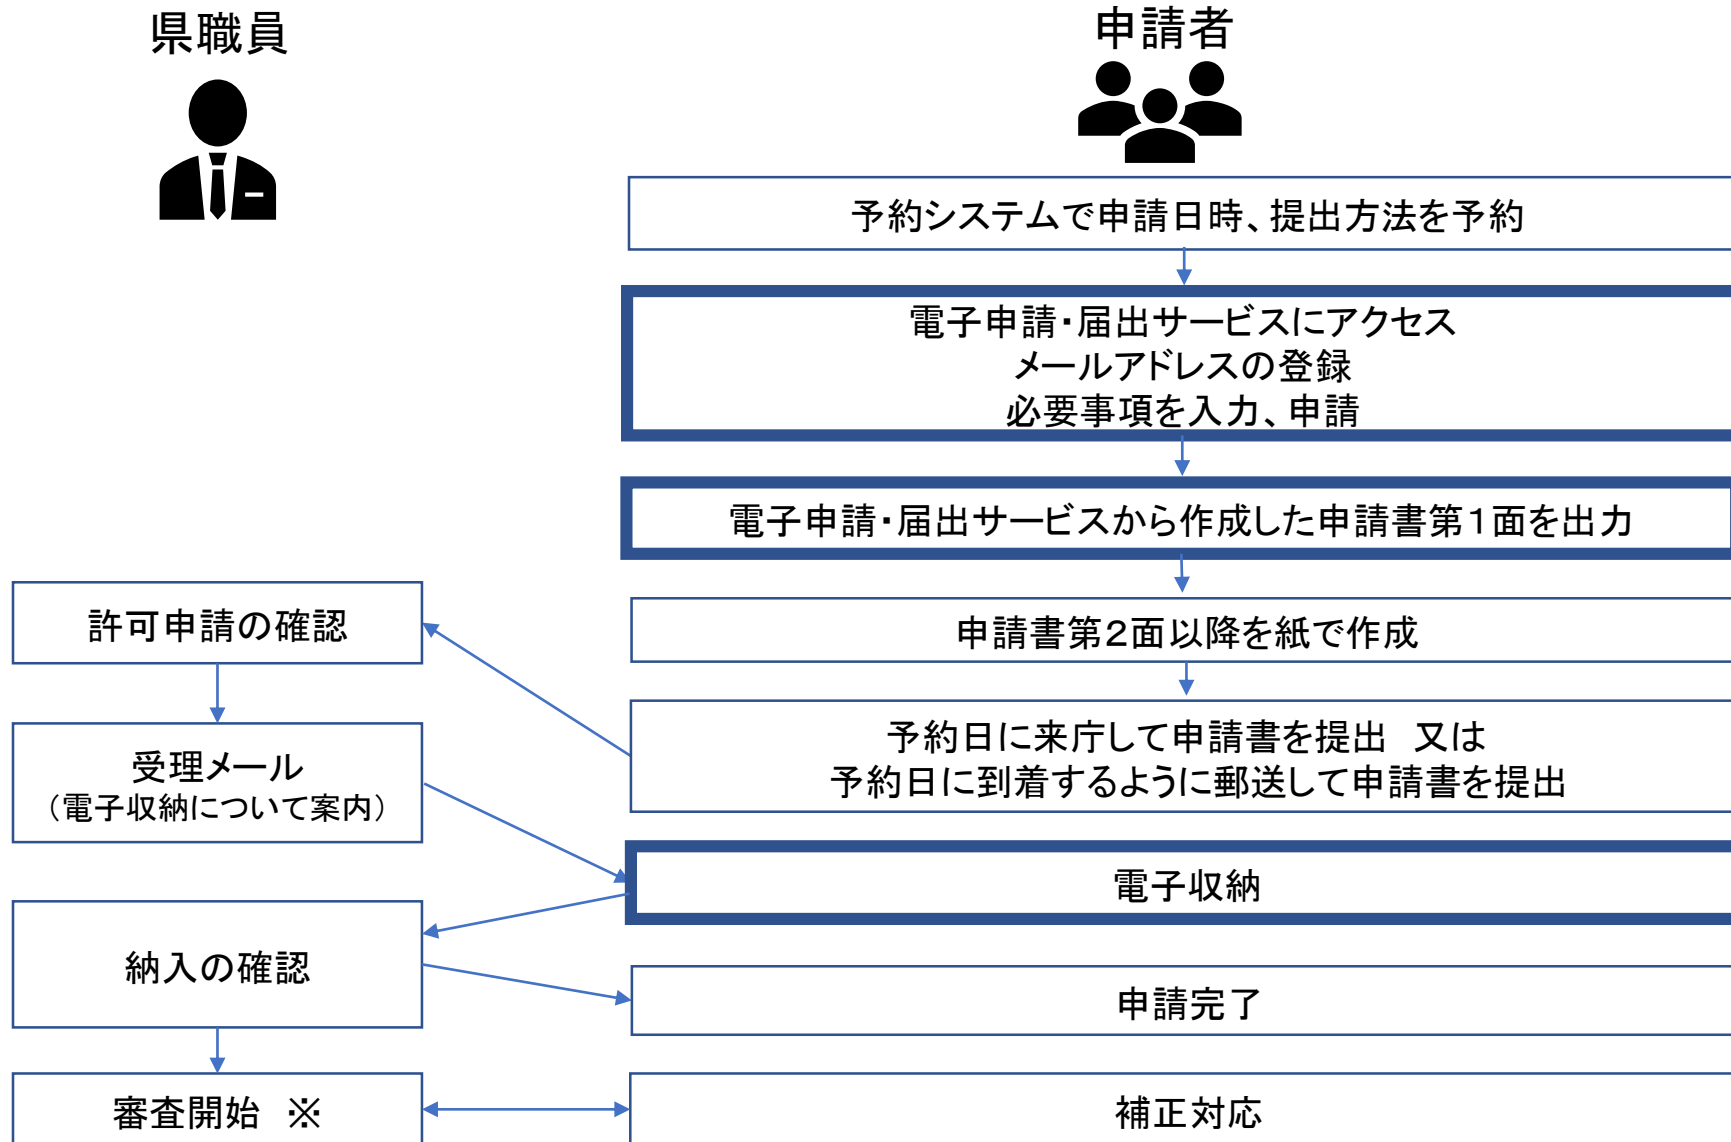 県職員
申請者
予約システムで申請日時、提出方法を予約
電子申請・届出サービスにアクセス
メールアドレスの登録
必要事項を入力、申請
電子申請・届出サービスから作成した申請書第１面を出力
申請書第２面以降を紙で作成
予約日に来庁して申請書を提出　又は
予約日に到着するように郵送して申請書を提出
許可申請の確認
受理メール
（電子収納について案内）
電子収納
納入の確認
申請完了
審査開始　※
補正対応